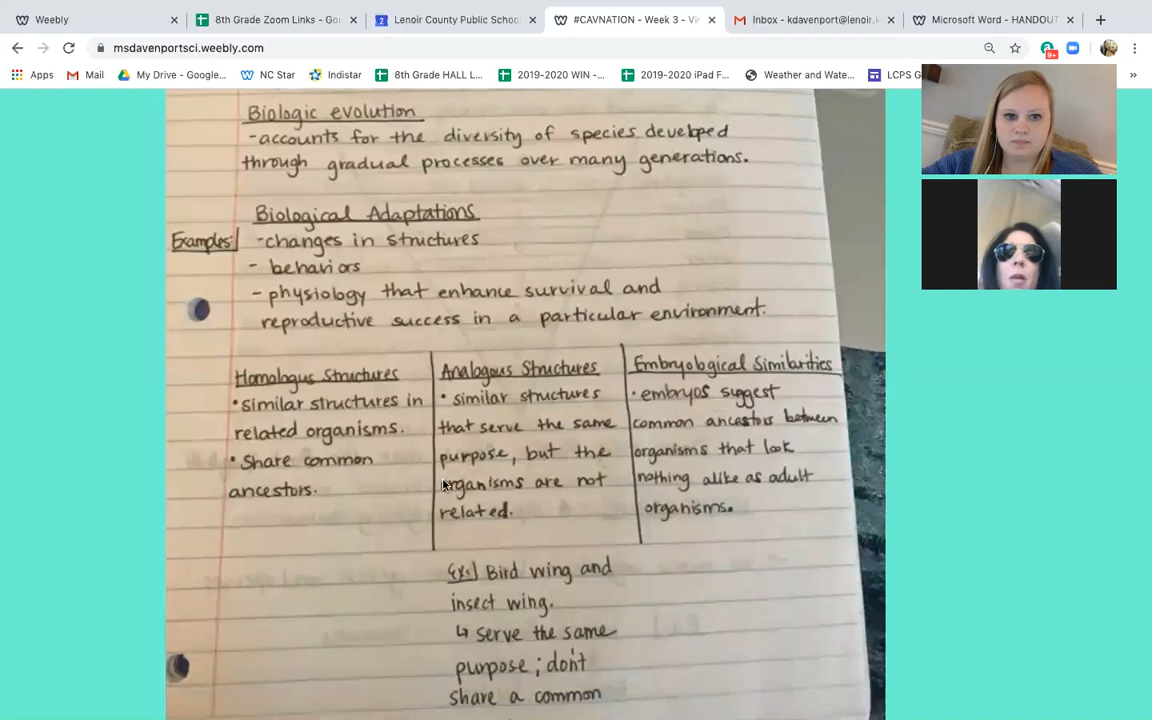 Weebly
8th Grade Zoom Links - Go
Lenoir County Public Schoo
#CAVNATION - Week 3 - Vi
Inbox - kdavenport@lenoir.k
Microsoft Word - HANDOUT
msdavenportsci.weebly.com
9+
Apps
Mail
My Drive - Google...
NC Star
Indistar
8th Grade HALL L...
2019-2020 WIN -...
2019-2020 iPad F...
Weather and Wate...
LCPS G
»
Biologic evolution
-accounts for the diversity of species developed
through gradual processes over many generations.
Biological Adaptations
Examples: -changes in structures
- behaviors
- physiology that enhance survival and
reproductive success in a particular environment.
Homologus Structures
•similar structures in
related organisms.
• Share common
ancestors.
Analogous Structures
• similar structures
that serve the same
purpose, but the
organisms are not
related.
Ex:] Bird wing and
insect wing.
↳ serve the same
purpose; don't
share a common
Embryological Similarities
• embryos suggest
common ancestors between
organisms that look
nothing alike as adult
organisms.